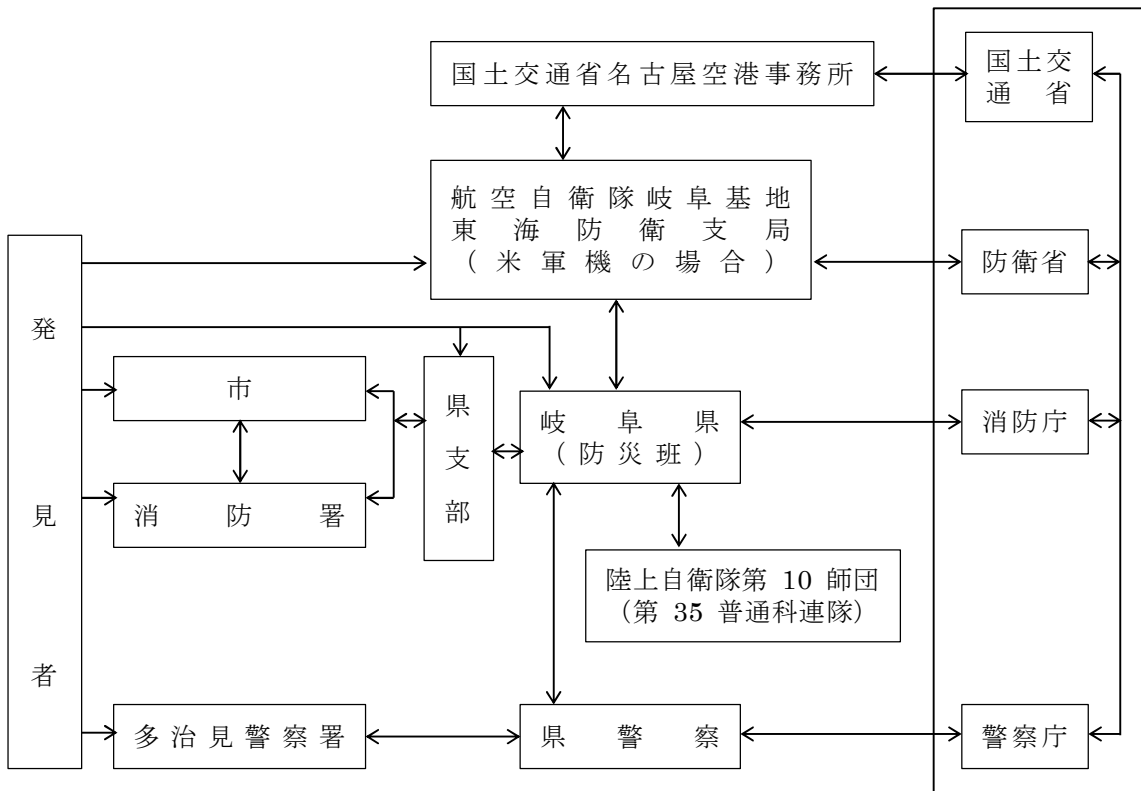 国土交通省名古屋空港事務所
国土交
通省
航空自衛隊岐阜基地
東海防衛支局
（米軍機の場合）
防衛省
発見者
市
県支部
岐阜県
（防災班）
消防庁
消防署
陸上自衛隊第 10 師団
（第 35 普通科連隊）
多治見警察署
県警察
警察庁